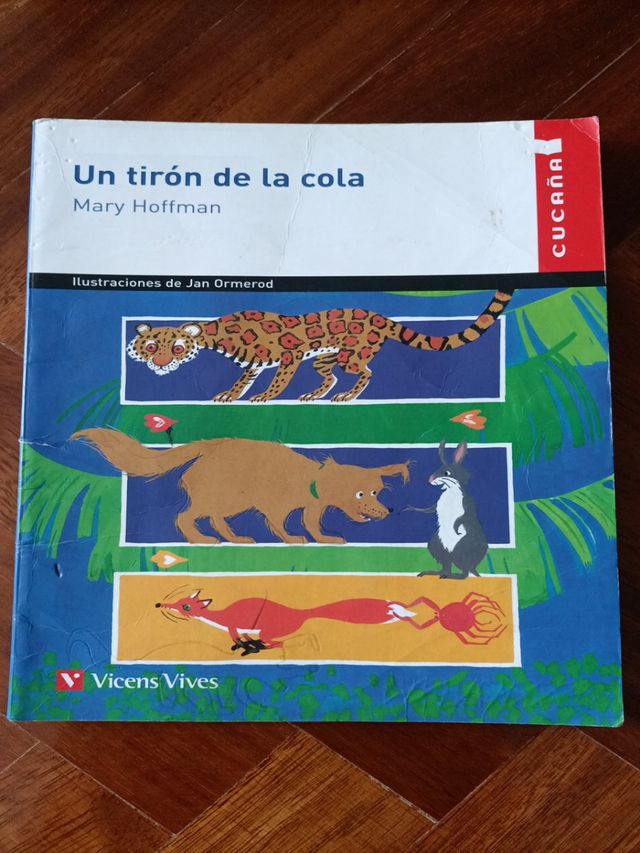 Un tirón de la cola
Mary Hoffman
CUCAÑA
Ilustraciones de Jan Ormerod
Vicens Vives